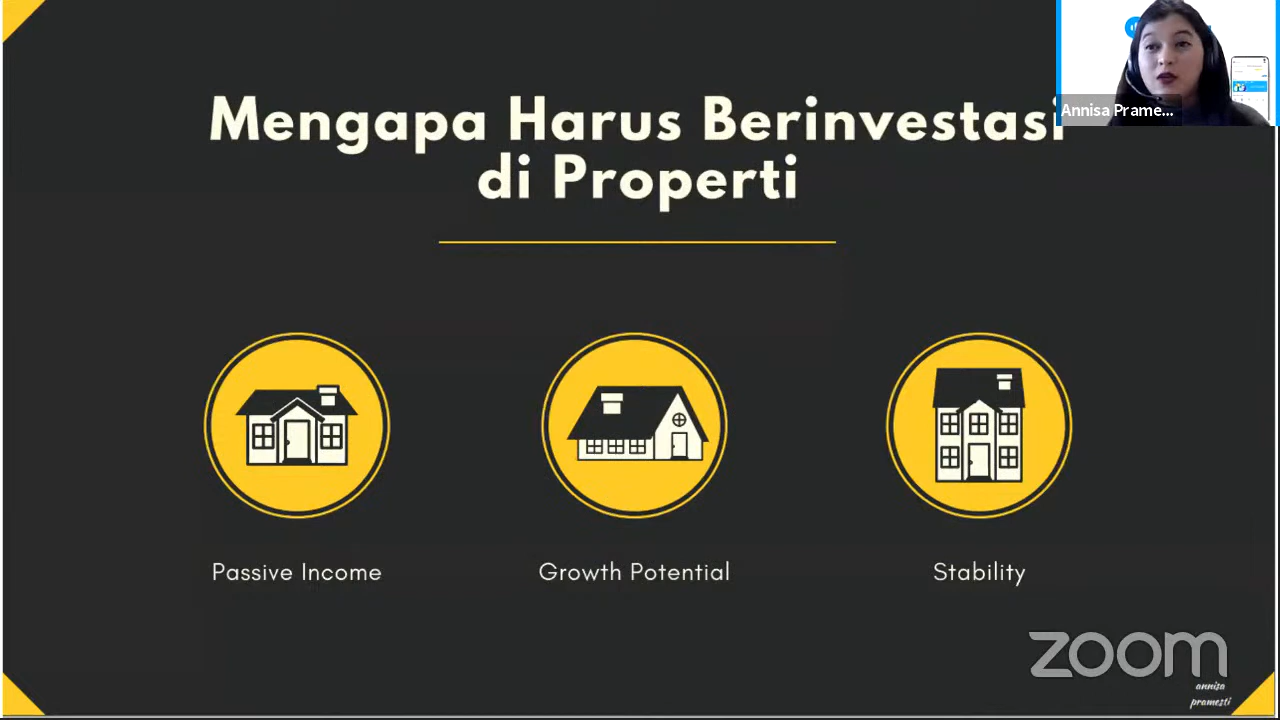 Mengapa Harus Berinvestasi
di Properti
Annisa Prame...
Passive Income
Growth Potential
Stability
zoom
annisa
pramesti